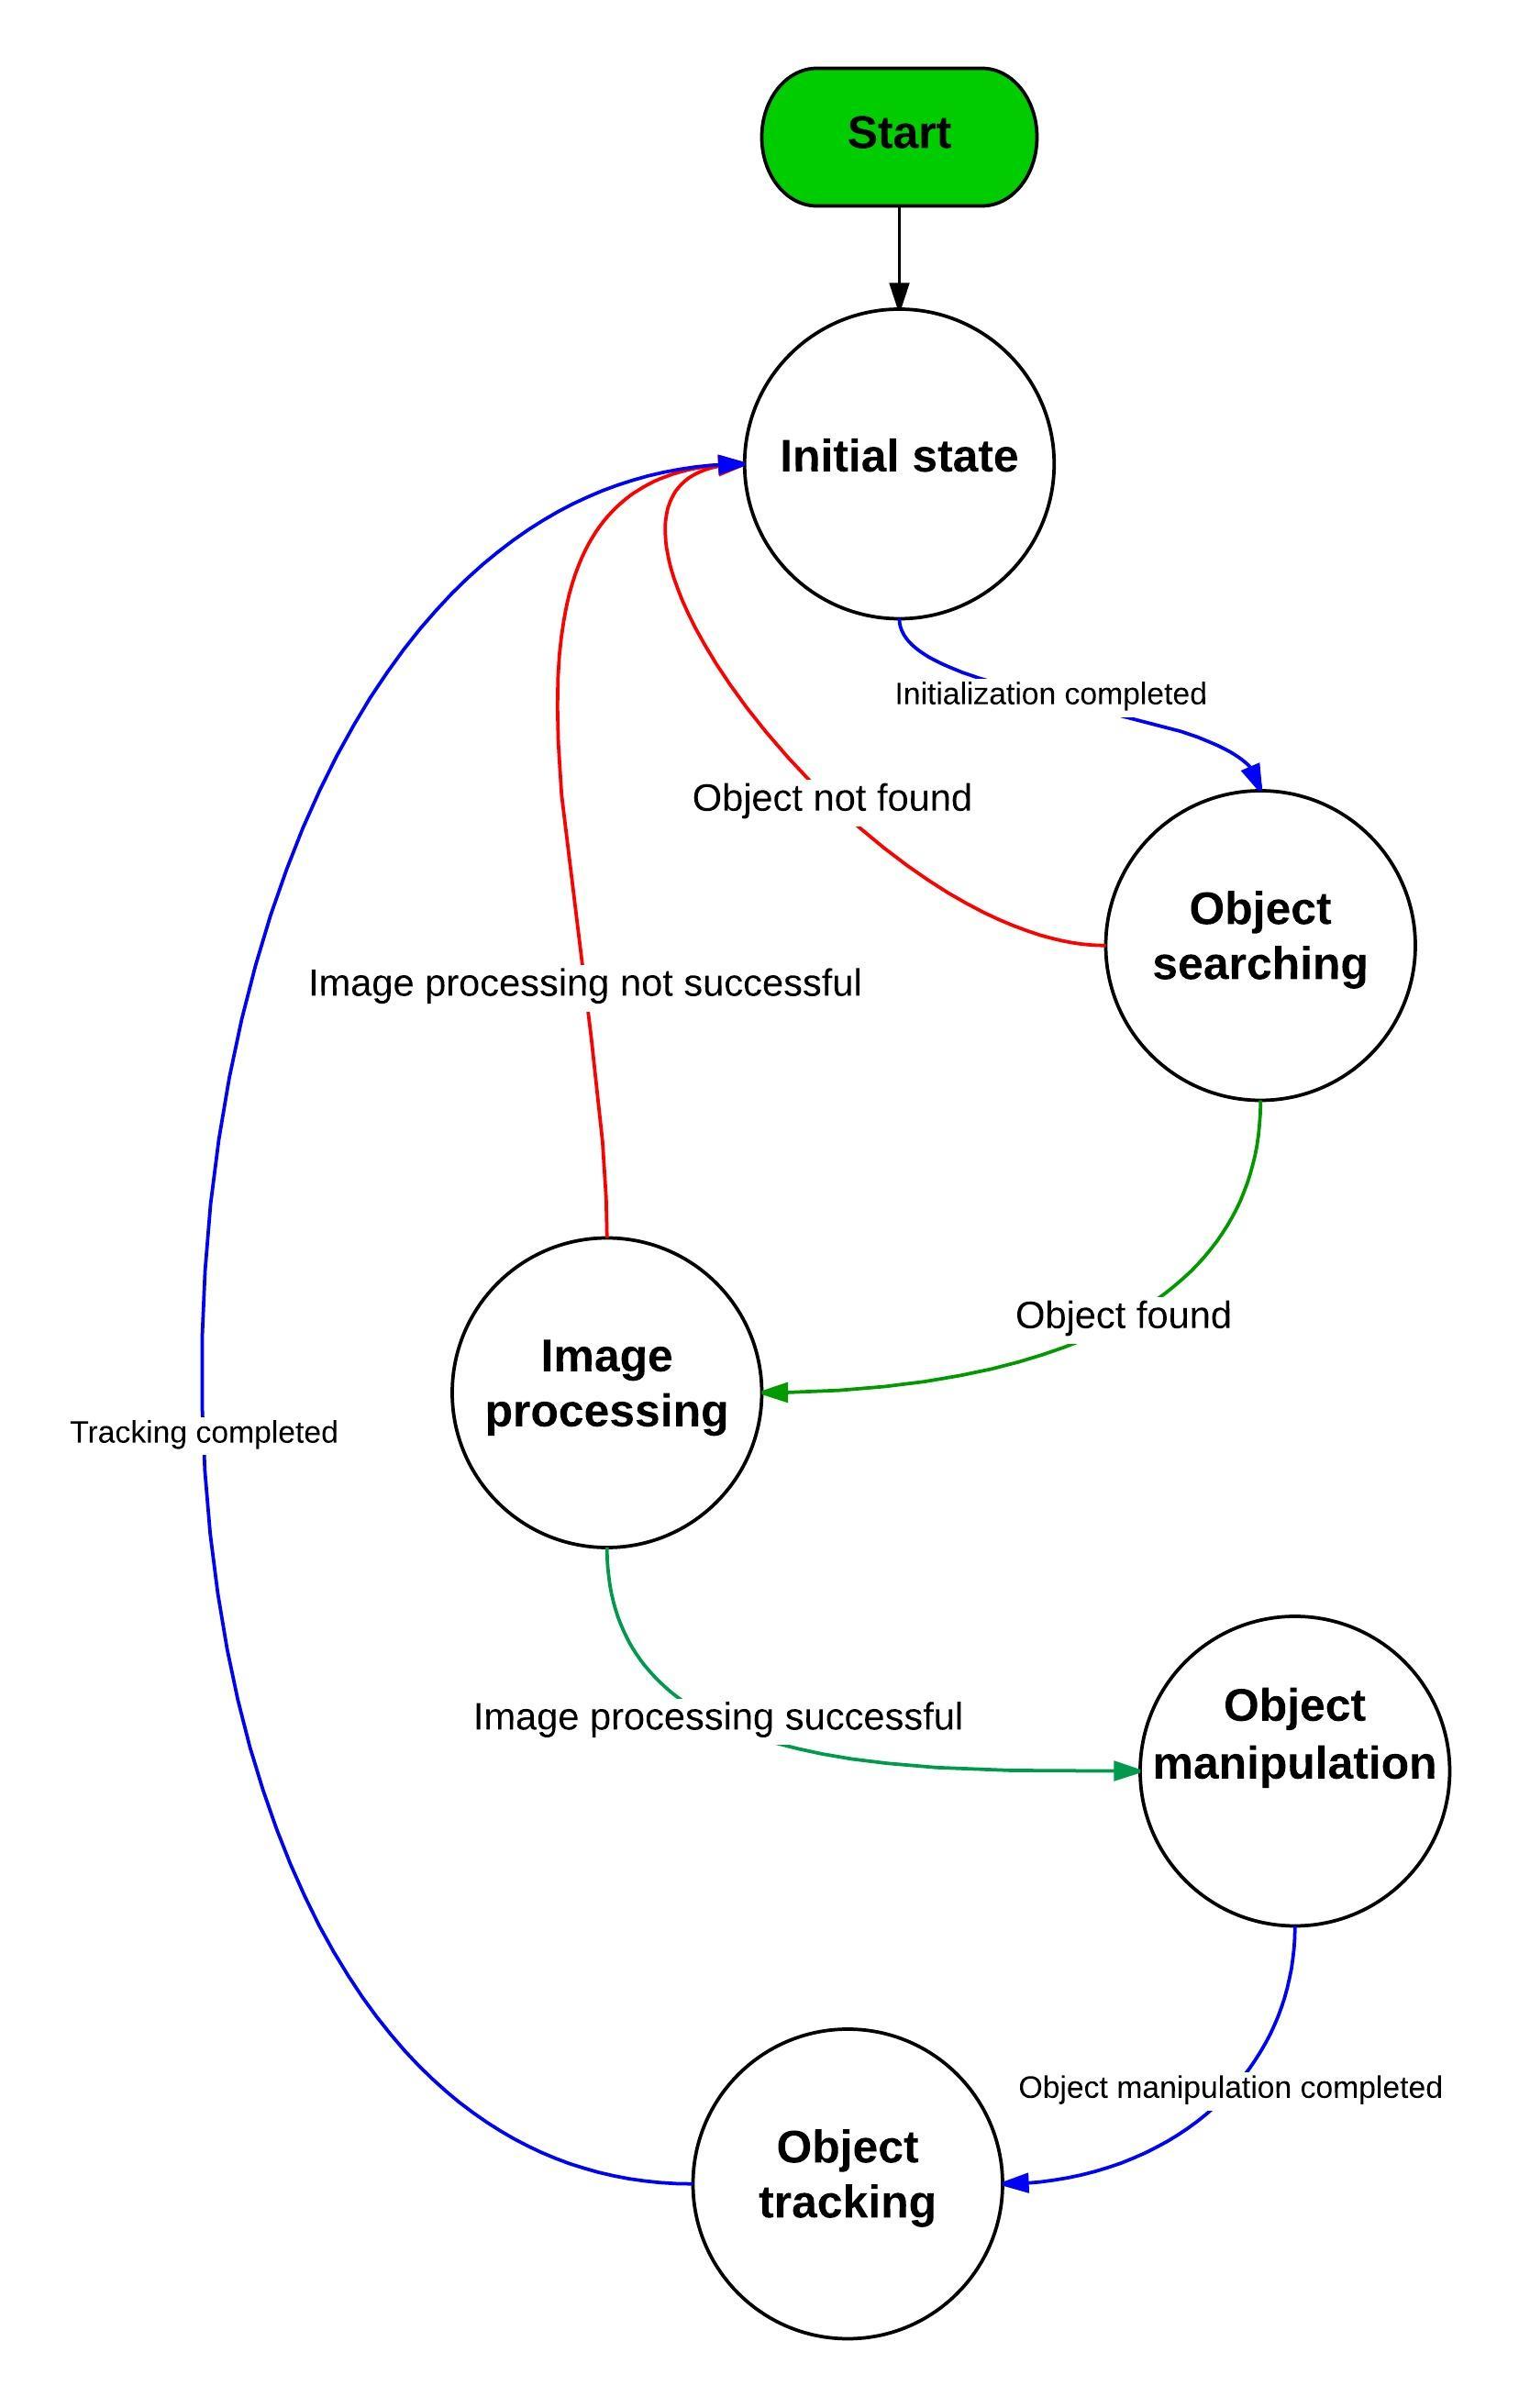 Start
Initial state
Initialization completed
Object not found
Object
searching
Image processing not successful
Object found
Image
processing
Tracking completed
Image processing successful
Object
manipulation
Object manipulation completed
Object
tracking